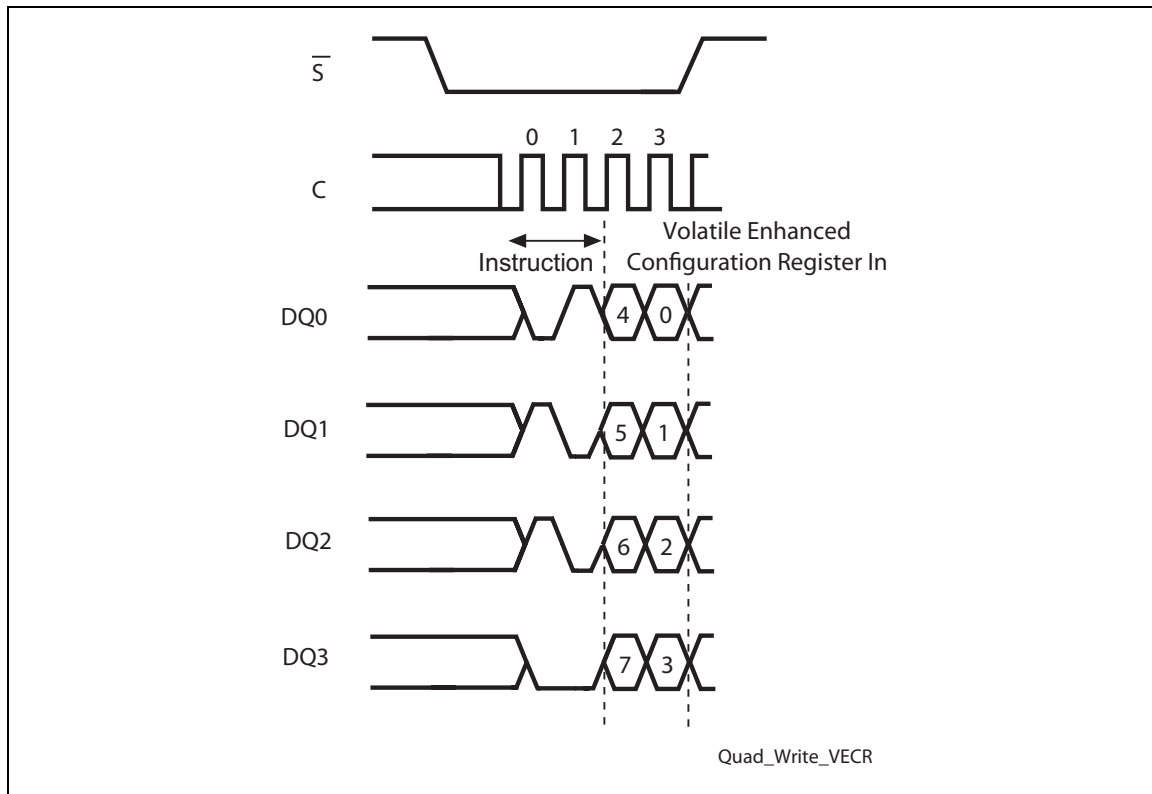 S
0 1 2 3
C
Volatile Enhanced
Instruction Configuration Register In
DQ0 4 0
DQ1 5 1
DQ2 6 2
DQ3 7 3
Quad_Write_VECR